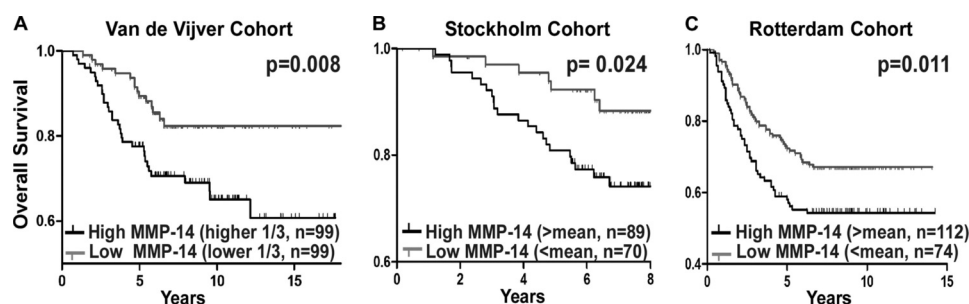 A Van de Vijver Cohort
p=0.008
Overall Survival
1.0
0.8
0.6
High MMP-14 (higher 1/3, n=99)
Low MMP-14 (lower 1/3, n=99)
0 5 10 15
Years
B Stockholm Cohort
p= 0.024
1.0
0.8
0.6
High MMP-14 (>mean, n=89)
Low MMP-14 (<mean, n=70)
0 2 4 6 8
Years
C Rotterdam Cohort
p=0.011
1.0
0.8
0.6
0.4
High MMP-14 (>mean, n=112)
Low MMP-14 (<mean, n=74)
0 5 10 15
Years